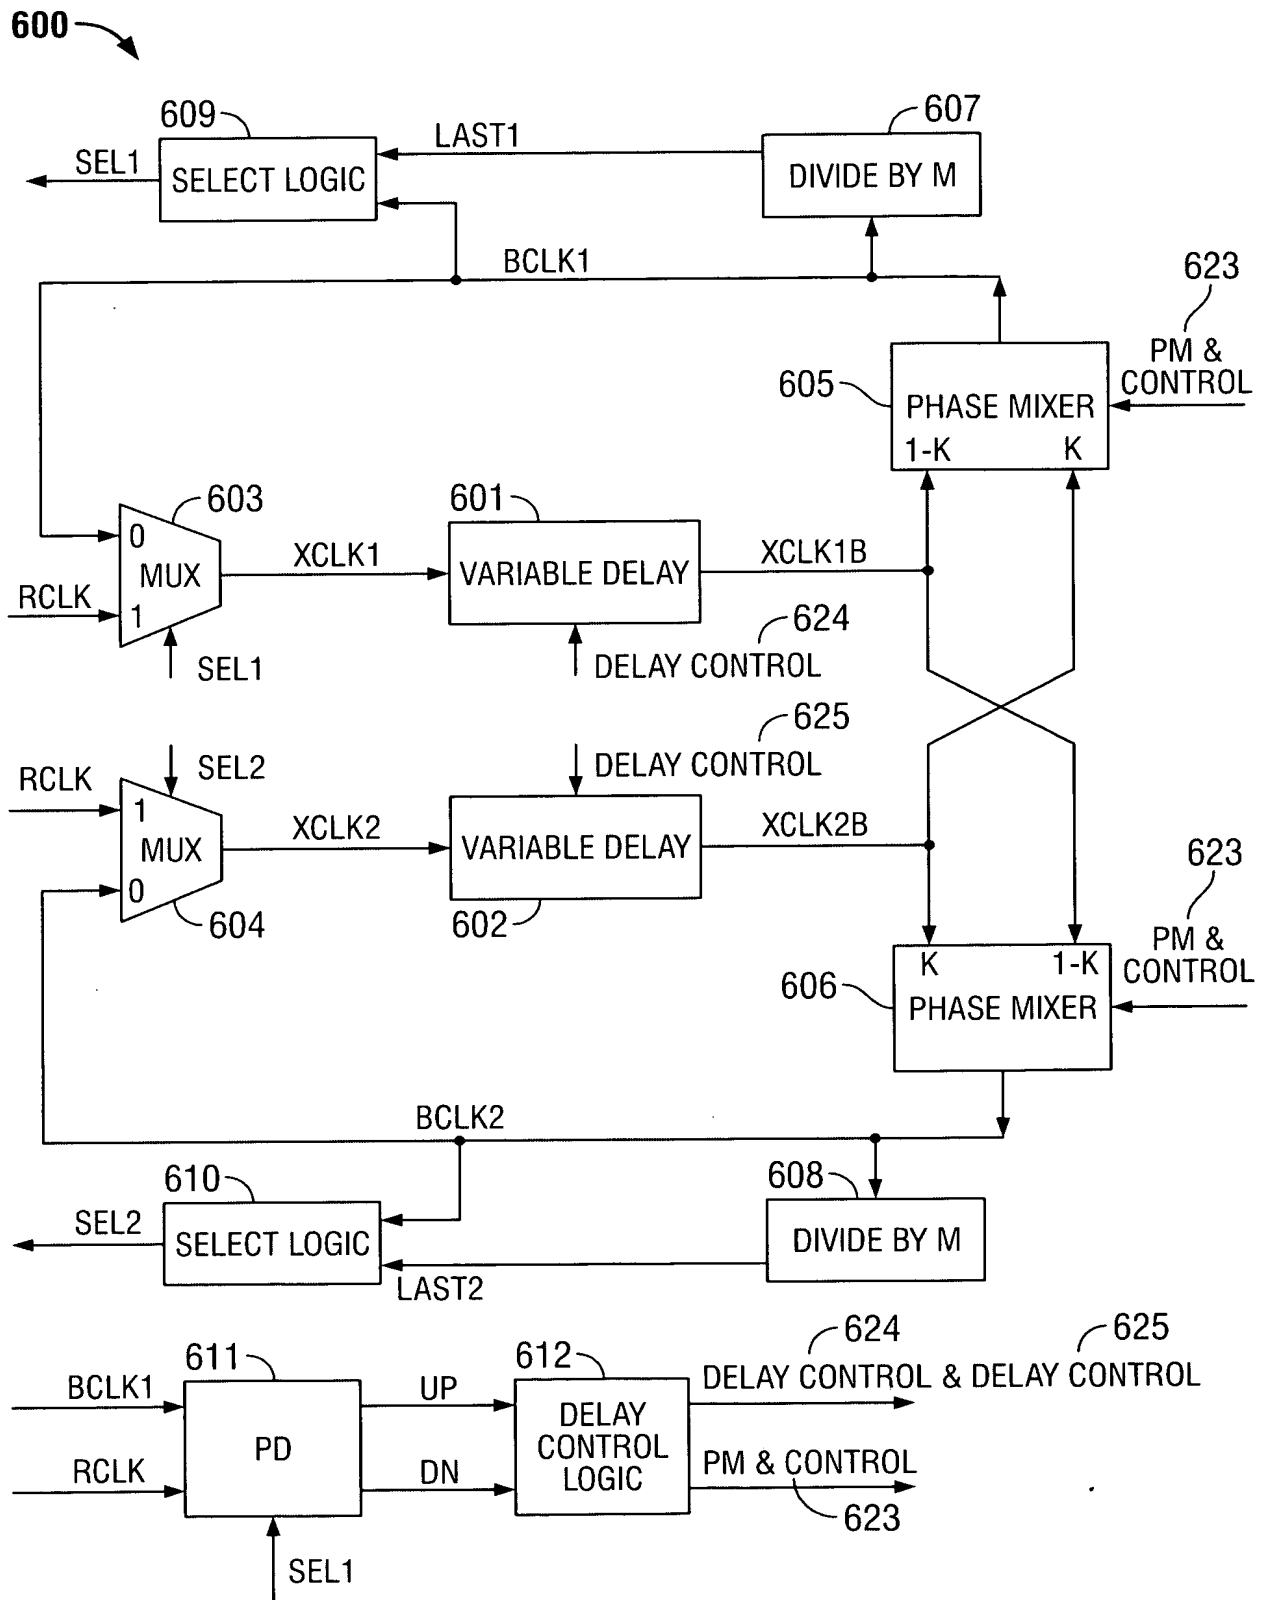 600
609
607
LAST1
SEL1
SELECT LOGIC
DIVIDE BY M
BCLK1
623
PM &
CONTROL
605
PHASE MIXER
1-K K
603
601
0
MUX
XCLK1
VARIABLE DELAY
XCLK1B
RCLK
1
624
SEL1
DELAY CONTROL
625
SEL2
DELAY CONTROL
RCLK
1
MUX
XCLK2
VARIABLE DELAY
XCLK2B
0
604
602
623
PM &
CONTROL
K 1-K
606
PHASE MIXER
BCLK2
610
608
SEL2
SELECT LOGIC
DIVIDE BY M
LAST2
611
612
624
625
BCLK1
UP
DELAY CONTROL & DELAY CONTROL
PD
DELAY
CONTROL
LOGIC
RCLK
DN
PM & CONTROL
623
SEL1